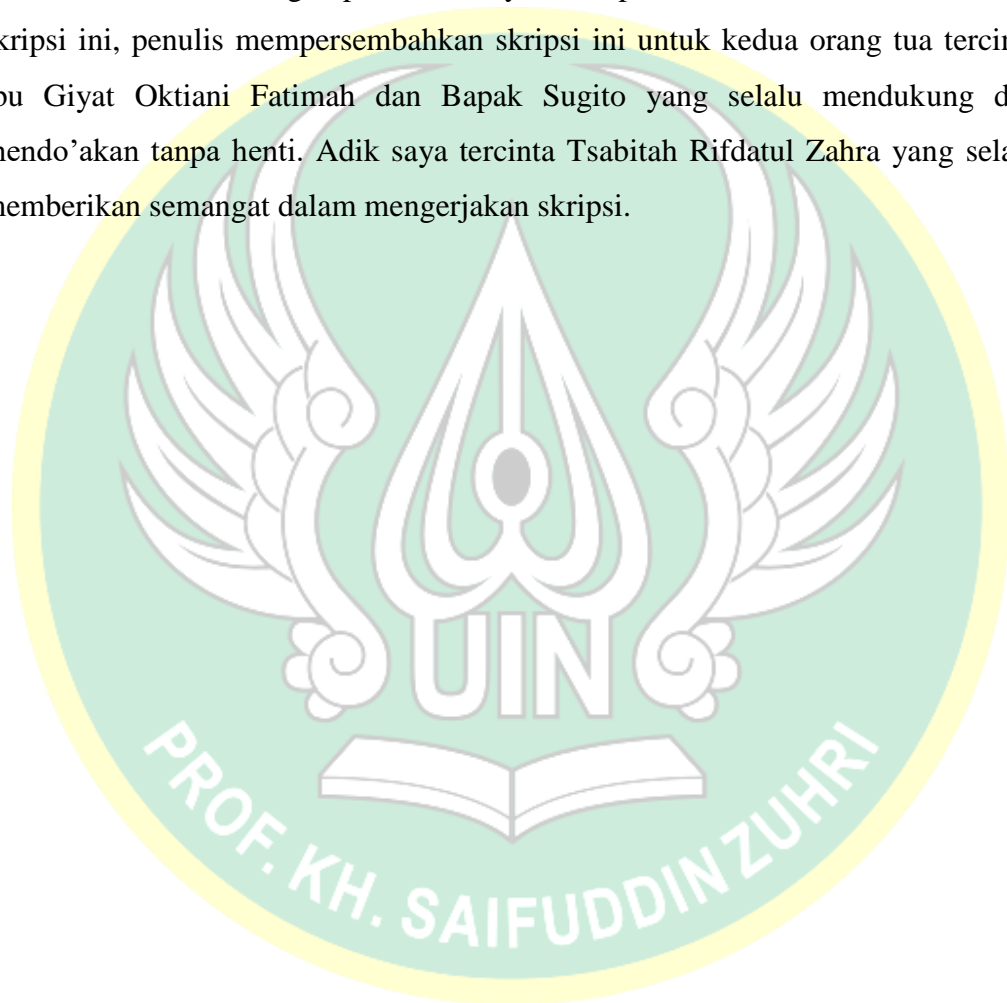 kripsi ini, penulis mempersembahkan skripsi ini untuk kedua orang tua tercin
bu Giyat Oktiani Fatimah dan Bapak Sugito yang selalu mendukung d
mendo’akan tanpa henti. Adik saya tercinta Tsabitah Rifdatul Zahra yang sela
memberikan semangat dalam mengerjakan skripsi.
UIN
PROF. KH. SAIFUDDIN ZUHRI